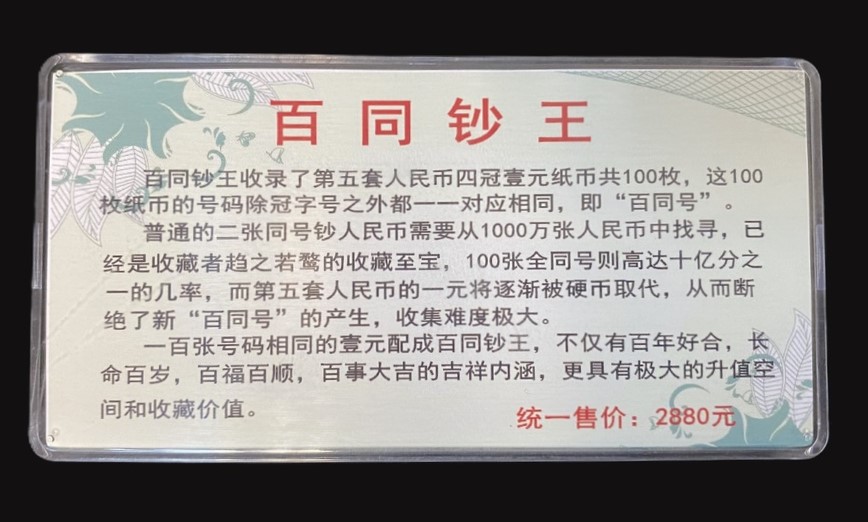 百同钞王
百同钞王收录了第五套人民币四冠壹元纸币共100枚，这100
枚纸币的号码除冠字号之外都一一对应相同，即“百同号”。
普通的二张同号钞人民币需要从1000万张人民币中找寻，已
经是收藏者趋之若鹜的收藏至宝，100张全同号则高达十亿分之
一的几率，而第五套人民币的一元将逐渐被硬币取代，从而断
绝了新“百同号”的产生，收集难度极大。
一百张号码相同的壹元配成百同钞王，不仅有百年好合，长
命百岁，百福百顺，百事大吉的吉祥内涵，更具有极大的升值空
间和收藏价值。
统一售价：2880元